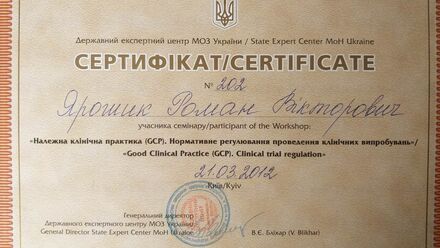 Державний експертний центр МОЗ України / State Expert Center MoH Ukraine
СЕРТИФІКАТ/CERTIFICATE
№ 202
Ярошик Роман Вікторович
учасника семінару/participant of the Workshop:
«Належна клінічна практика (GCP). Нормативне регулювання проведення клінічних випробувань»/
«Good Clinical Practice (GCP). Clinical trial regulation»
21.03.2012
Київ/Kyiv
Генеральний директор
Державного експертного центру МОЗ України/
General Director State Expert Center MoH Ukraine
В.Є. Бліхар (V. Blikhar)